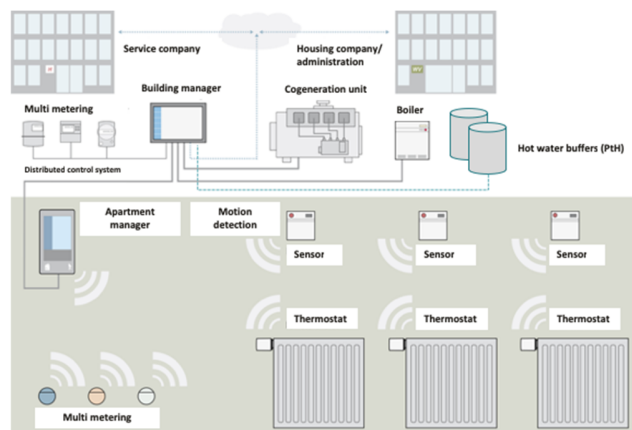 Service company
Housing company/
administration
Building manager
Cogeneration unit
Multi metering
Boiler
Hot water buffers (PtH)
Distributed control system
Apartment
manager
Motion
detection
Sensor
Sensor
Sensor
Thermostat
Thermostat
Thermostat
Multi metering